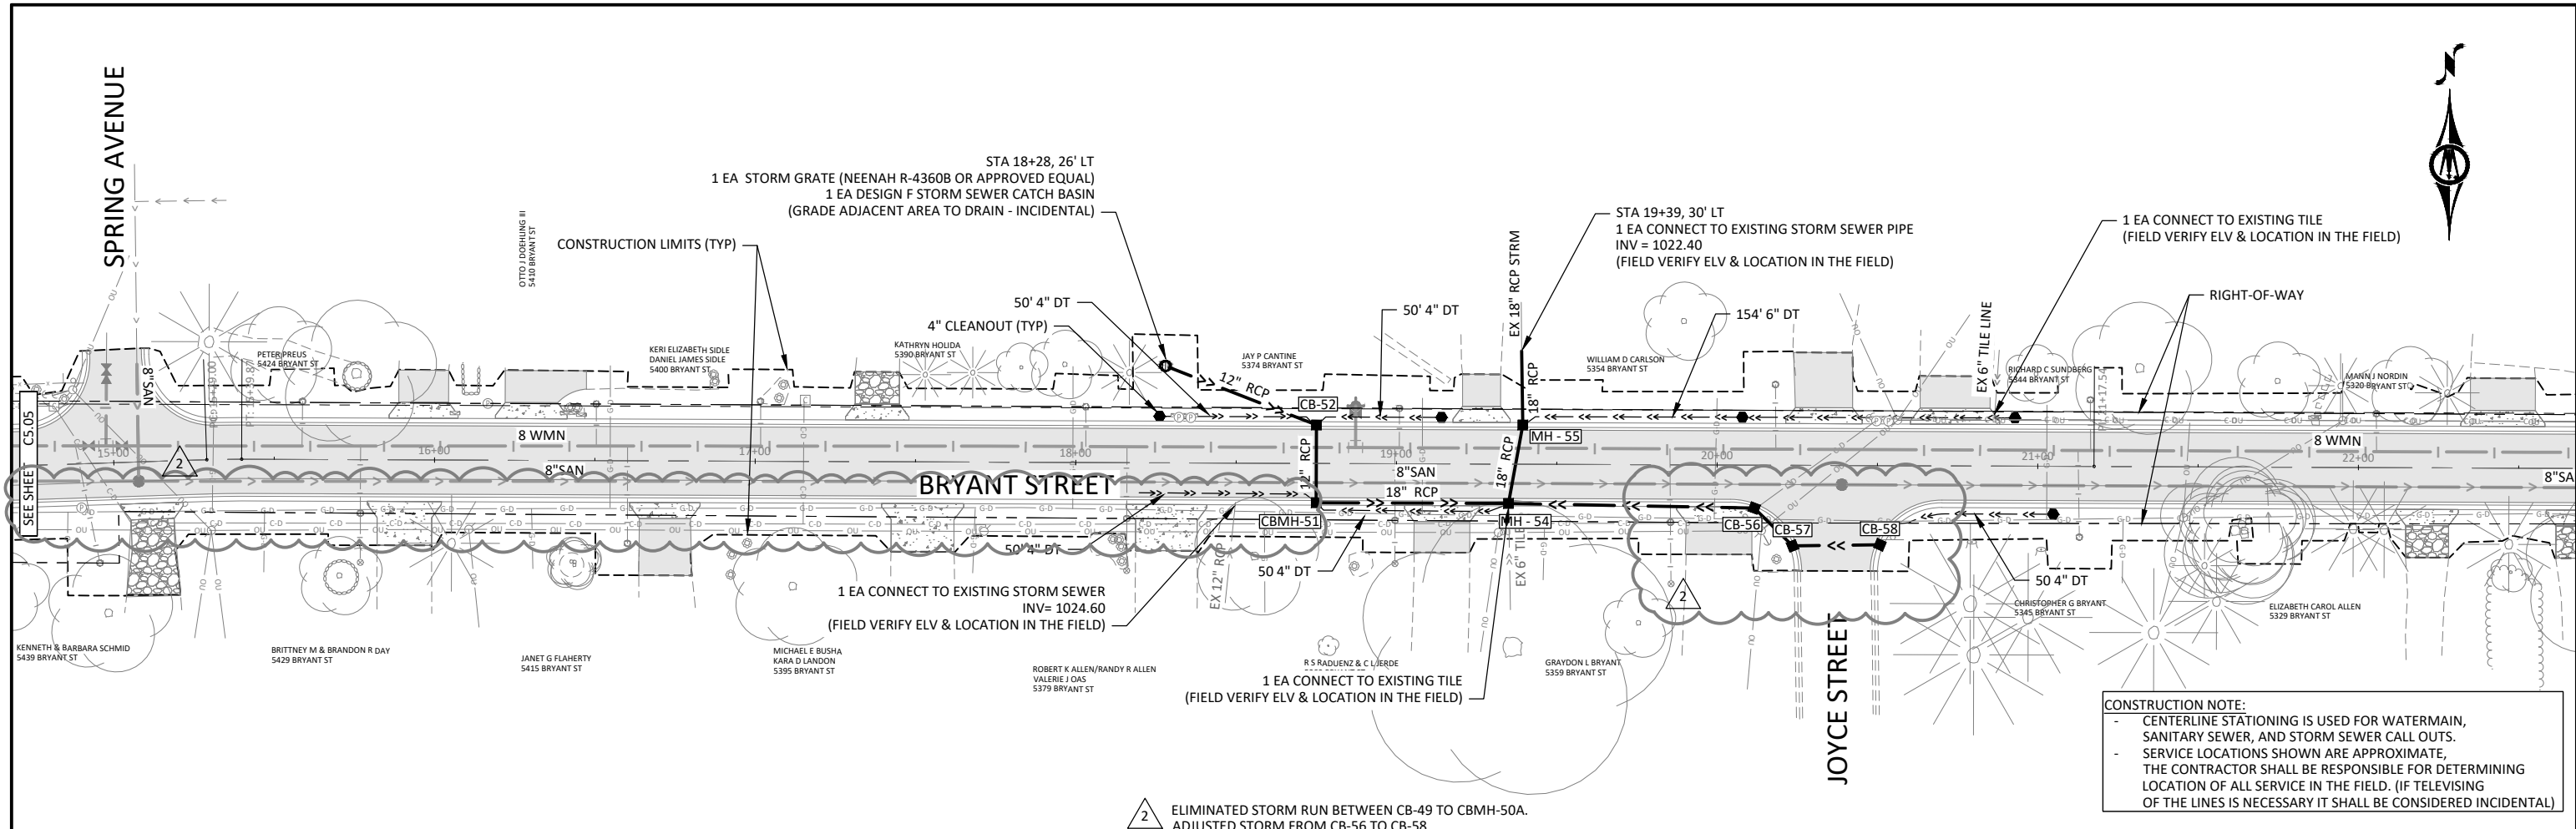 SPRING AVENUE
STA 18+28, 26' LT
1 EA STORM GRATE (NEENAH R-4360B OR APPROVED EQUAL)
1 EA DESIGN F STORM SEWER CATCH BASIN
(GRADE ADJACENT AREA TO DRAIN - INCIDENTAL)
OTTO J DOEHLING III
5410 BRYANT ST
CONSTRUCTION LIMITS (TYP)
STA 19+39, 30' LT
1 EA CONNECT TO EXISTING STORM SEWER PIPE
INV = 1022.40
(FIELD VERIFY ELV & LOCATION IN THE FIELD)
1 EA CONNECT TO EXISTING TILE
(FIELD VERIFY ELV & LOCATION IN THE FIELD)
N
EX 18" RCP STRM
RIGHT-OF-WAY
50' 4" DT
4" CLEANOUT (TYP)
50' 4" DT
154' 6" DT
EX 6" TILE LINE
PETER PREUS
5424 BRYANT ST
KERI ELIZABETH SIDLE
DANIEL JAMES SIDLE
5400 BRYANT ST
KATHRYN HOLIDA
5390 BRYANT ST
JAY P CANTINE
5374 BRYANT ST
WILLIAM D CARLSON
5354 BRYANT ST
RICHARD C SUNDBERG
5344 BRYANT ST
MANN J NORDIN
5320 BRYANT ST
8"SAN
12" RCP
18" RCP
CB-52
MH - 55
SEE SHEE C5.05
15+00
16+00
17+00
18+00
19+00
20+00
21+00
22+00
2
8 WMN
8 WMN
8"SAN
8"SAN
8"SA
12" RCP
18" RCP
18" RCP
BRYANT STREET
CBMH-51
MH - 54
CB-56
CB-57
CB-58
50' 4" DT
50 4" DT
50 4" DT
EX 12" RCP
EX 6" TILE
2
1 EA CONNECT TO EXISTING STORM SEWER
INV= 1024.60
(FIELD VERIFY ELV & LOCATION IN THE FIELD)
KENNETH & BARBARA SCHMID
5439 BRYANT ST
BRITTNEY M & BRANDON R DAY
5429 BRYANT ST
JANET G FLAHERTY
5415 BRYANT ST
MICHAEL E BUSHA
KARA D LANDON
5395 BRYANT ST
ROBERT K ALLEN/RANDY R ALLEN
VALERIE J OAS
5379 BRYANT ST
R S RADUENZ & C L
1 EA CONNECT TO EXISTING TILE
(FIELD VERIFY ELV & LOCATION IN THE FIELD)
GRAYDON L BRYANT
5359 BRYANT ST
JOYCE STREET
CHRISTOPHER G BRYANT
5345 BRYANT ST
ELIZABETH CAROL ALLEN
5329 BRYANT ST
CONSTRUCTION NOTE:
- CENTERLINE STATIONING IS USED FOR WATERMAIN,
SANITARY SEWER, AND STORM SEWER CALL OUTS.
- SERVICE LOCATIONS SHOWN ARE APPROXIMATE,
THE CONTRACTOR SHALL BE RESPONSIBLE FOR DETERMINING
LOCATION OF ALL SERVICE IN THE FIELD. (IF TELEVISING
OF THE LINES IS NECESSARY IT SHALL BE CONSIDERED INCIDENTAL)
2 ELIMINATED STORM RUN BETWEEN CB-49 TO CBMH-50A.
ADJUSTED STORM FROM CB-56 TO CB-58